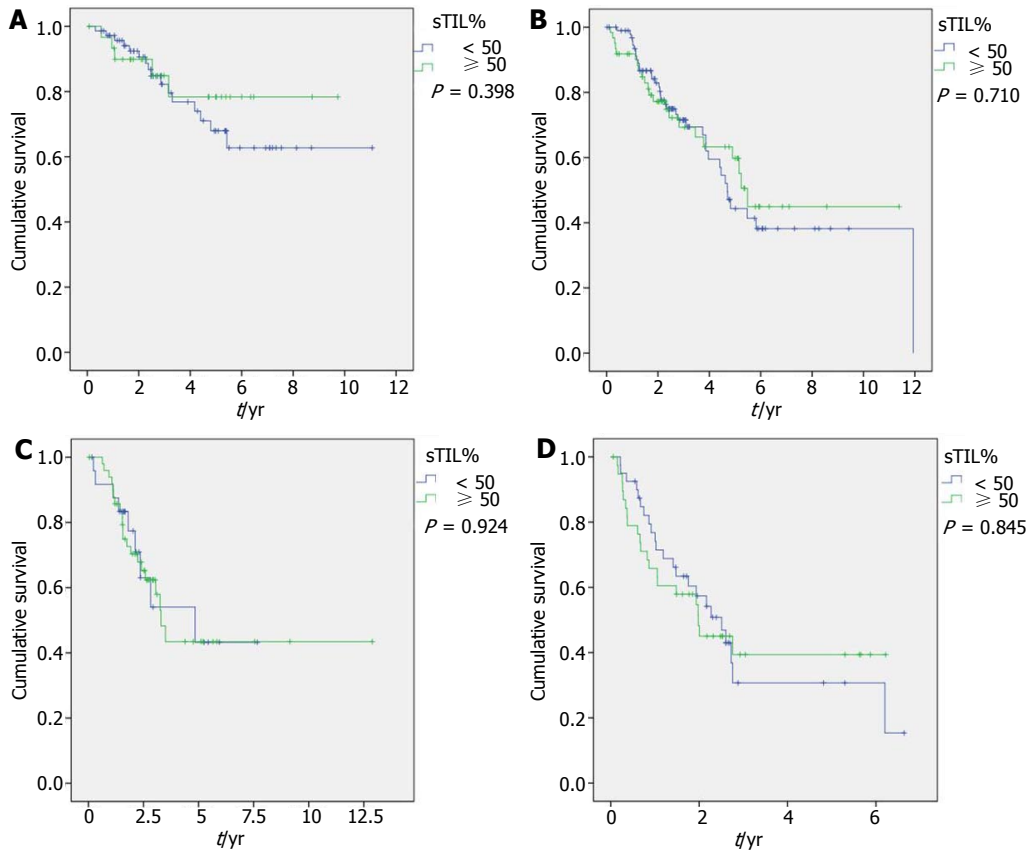 A
sTIL%
< 50
⩾ 50
P = 0.398
Cumulative survival
1.0
0.8
0.6
0.4
0.2
0.0
0 2 4 6 8 10 12
t/yr
B
sTIL%
< 50
⩾ 50
P = 0.710
Cumulative survival
1.0
0.8
0.6
0.4
0.2
0.0
0 2 4 6 8 10 12
t/yr
C
sTIL%
< 50
⩾ 50
P = 0.924
Cumulative survival
1.0
0.8
0.6
0.4
0.2
0.0
0 2.5 5 7.5 10 12.5
t/yr
D
sTIL%
< 50
⩾ 50
P = 0.845
Cumulative survival
1.0
0.8
0.6
0.4
0.2
0.0
0 2 4 6
t/yr